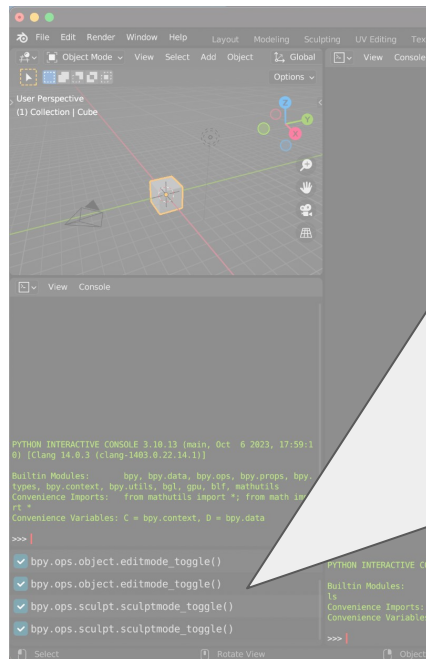 File Edit Render Window Help Layout Modeling Sculpting UV Editing Tex
Object Mode View Select Add Object Global View Console
Options
User Perspective
(1) Collection | Cube
Z
Y
X
View Console
PYTHON INTERACTIVE CONSOLE 3.10.13 (main, Oct 6 2023, 17:59:1
0) [Clang 14.0.3 (clang-1403.0.22.14.1)]
Builtin Modules: bpy, bpy.data, bpy.ops, bpy.props, bpy.
types, bpy.context, bpy.utils, bgl, gpu, blf, mathutils
Convenience Imports: from mathutils import *; from math im
rt *
Convenience Variables: C = bpy.context, D = bpy.data
>>>
bpy.ops.object.editmode_toggle()
bpy.ops.object.editmode_toggle()
bpy.ops.sculpt.sculptmode_toggle()
bpy.ops.sculpt.sculptmode_toggle()
PYTHON INTERACTIVE CO
Builtin Modules:
ls
Convenience Imports:
Convenience Variable
>>>
Select Rotate View Object